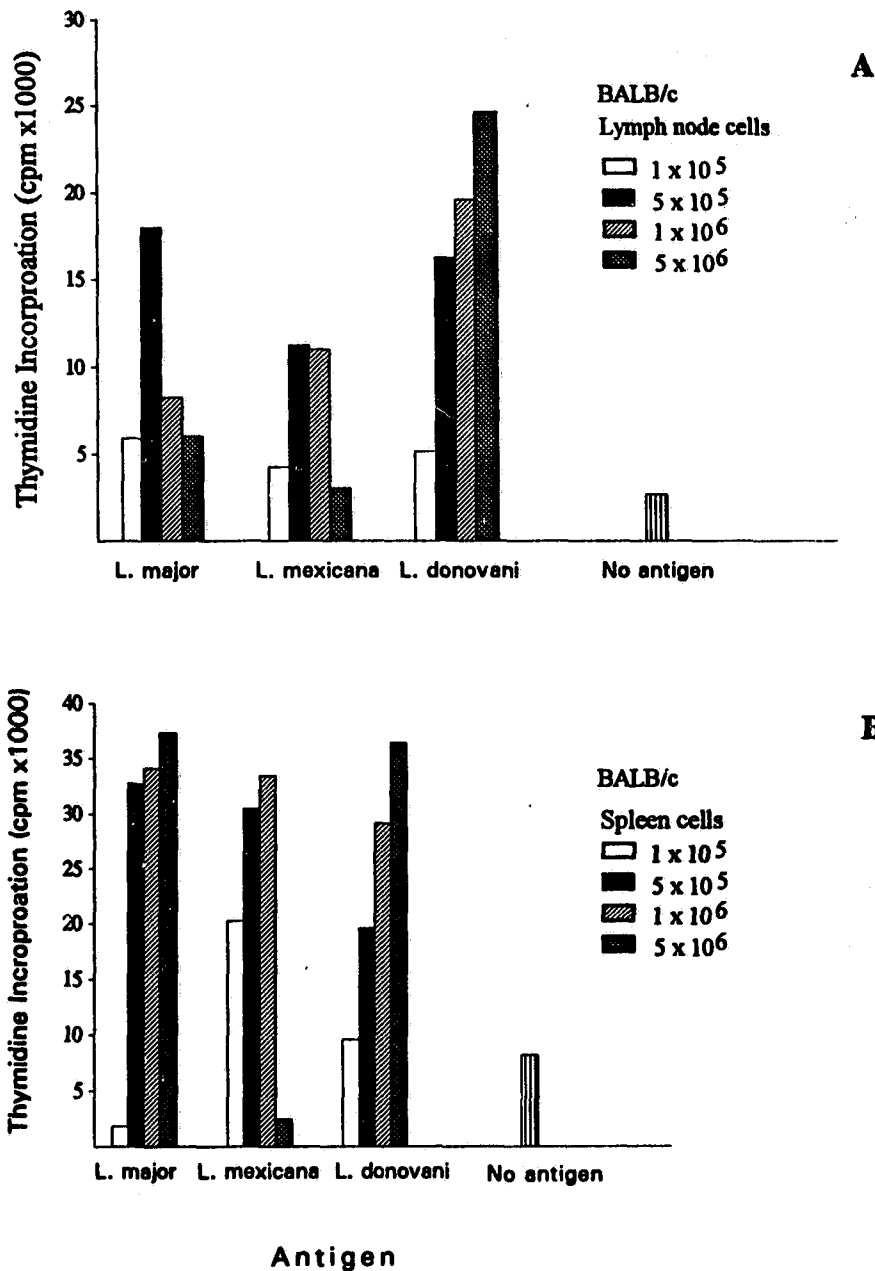 A
30
25
20
15
10
5
Thymidine Incorproation (cpm x1000)
BALB/c
Lymph node cells
1 x 10⁵
5 x 10⁵
1 x 10⁶
5 x 10⁶
L. major L. mexicana L. donovani No antigen
40
35
30
25
20
15
10
5
Thymidine Incroproation (cpm x1000)
BALB/c
Spleen cells
1 x 10⁵
5 x 10⁵
1 x 10⁶
5 x 10⁶
L. major L. mexicana L. donovani No antigen
Antigen